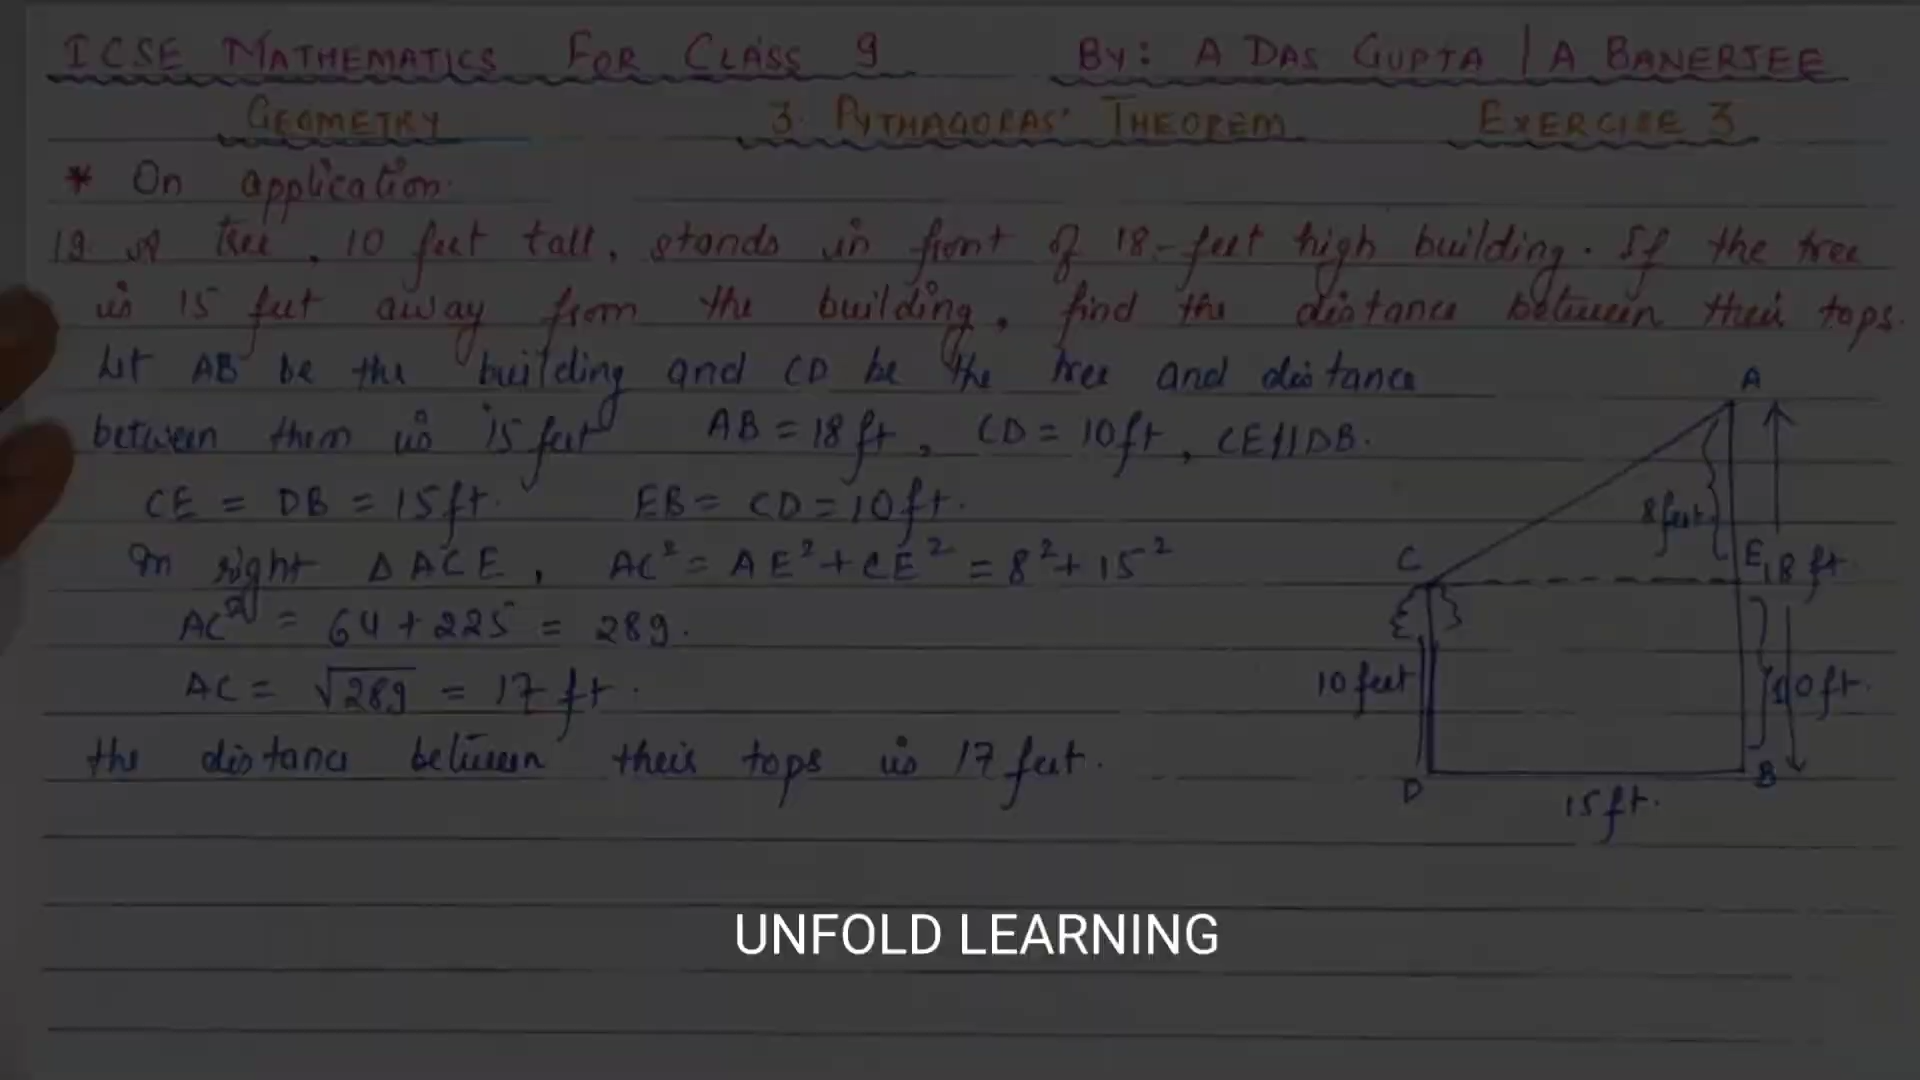 ICSE MATHEMATICS FOR CLASS 9 BY: A DAS GUPTA | A BANERJEE
GEOMETRY 3. PYTHAGORAS' THEOREM EXERCISE 3
* On application.
19. A tree, 10 feet tall, stands in front of 18-feet high building. If the tree
is 15 feet away from the building, find the distance between their tops.
Let AB be the building and CD be the tree and distance
between them is 15 feet AB = 18 ft, CD = 10 ft, CE∥DB.
CE = DB = 15 ft. EB = CD = 10 ft.
In right Δ ACE, AC² = AE² + CE² = 8² + 15²
AC² = 64 + 225 = 289.
AC = √289 = 17 ft.
the distance between their tops is 17 feet.
A
8 feet
C
E
18 ft
10 feet
10 ft.
D
B
15 ft.
UNFOLD LEARNING